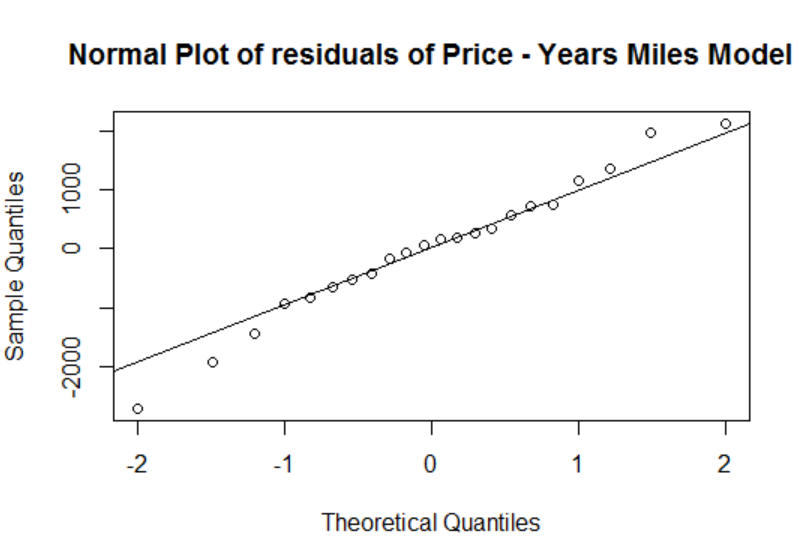 Normal Plot of residuals of Price - Years Miles Model
Sample Quantiles
1000
0
-2000
-2
-1
0
1
2
Theoretical Quantiles